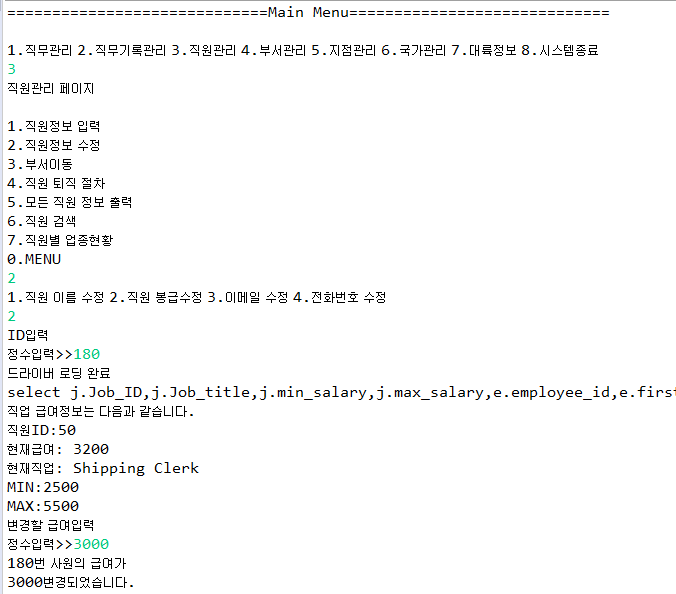 ============================Main Menu============================
1.직무관리 2.직무기록관리 3.직원관리 4.부서관리 5.지점관리 6.국가관리 7.대륙정보 8.시스템종료
3
직원관리 페이지
1.직원정보 입력
2.직원정보 수정
3.부서이동
4.직원 퇴직 절차
5.모든 직원 정보 출력
6.직원 검색
7.직원별 업종현황
0.MENU
2
1.직원 이름 수정 2.직원 봉급수정 3.이메일 수정 4.전화번호 수정
2
ID입력
정수입력>>180
드라이버 로딩 완료
select j.Job_ID,j.Job_title,j.min_salary,j.max_salary,e.employee_id,e.first
직업 급여정보는 다음과 같습니다.
직원ID:50
현재급여: 3200
현재직업: Shipping Clerk
MIN:2500
MAX:5500
변경할 급여입력
정수입력>>3000
180번 사원의 급여가
3000변경되었습니다.